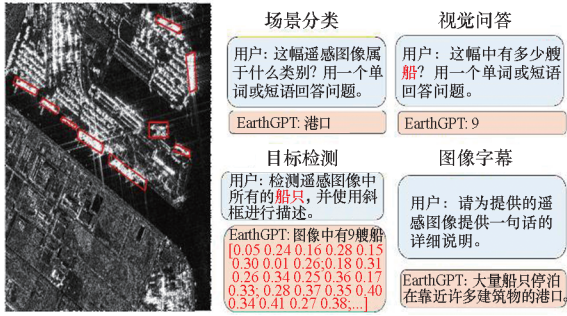 场景分类
用户: 这幅遥感图像属
于什么类别? 用一个单
词或短语回答问题。
EarthGPT: 港口
视觉问答
用户: 这幅中有多少艘
船? 用一个单词或短语
回答问题。
EarthGPT: 9
目标检测
用户: 检测遥感图像中
所有的船只, 并使用斜
框进行描述。
EarthGPT: 图像中有9艘船
[0.05 0.24 0.16 0.28 0.15
0.30 0.01 0.26;0.18 0.31
0.26 0.34 0.25 0.36 0.17
0.33; 0.28 0.37 0.35 0.40
0.34 0.41 0.27 0.38;...]
图像字幕
用户: 请为提供的遥
感图像提供一句话的
详细说明。
EarthGPT: 大量船只停泊
在靠近许多建筑物的港口。